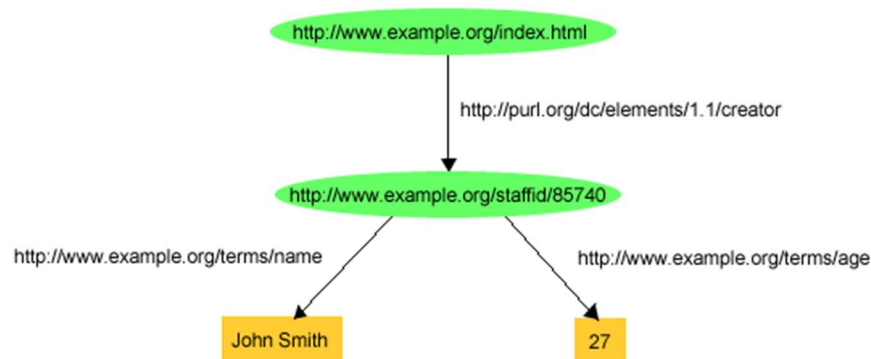 http://www.example.org/index.html
http://purl.org/dc/elements/1.1/creator
http://www.example.org/staffid/85740
http://www.example.org/terms/name
http://www.example.org/terms/age
John Smith
27